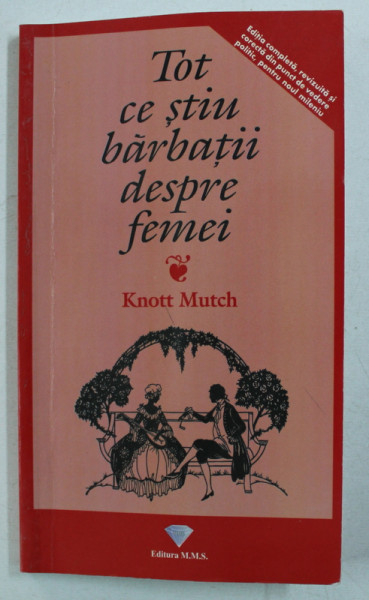 Ediția completă, revizuită și
corectă din punct de vedere
politic, pentru noul mileniu
Tot
ce știu
bărbații
despre
femei
Knott Mutch
Editura M.M.S.